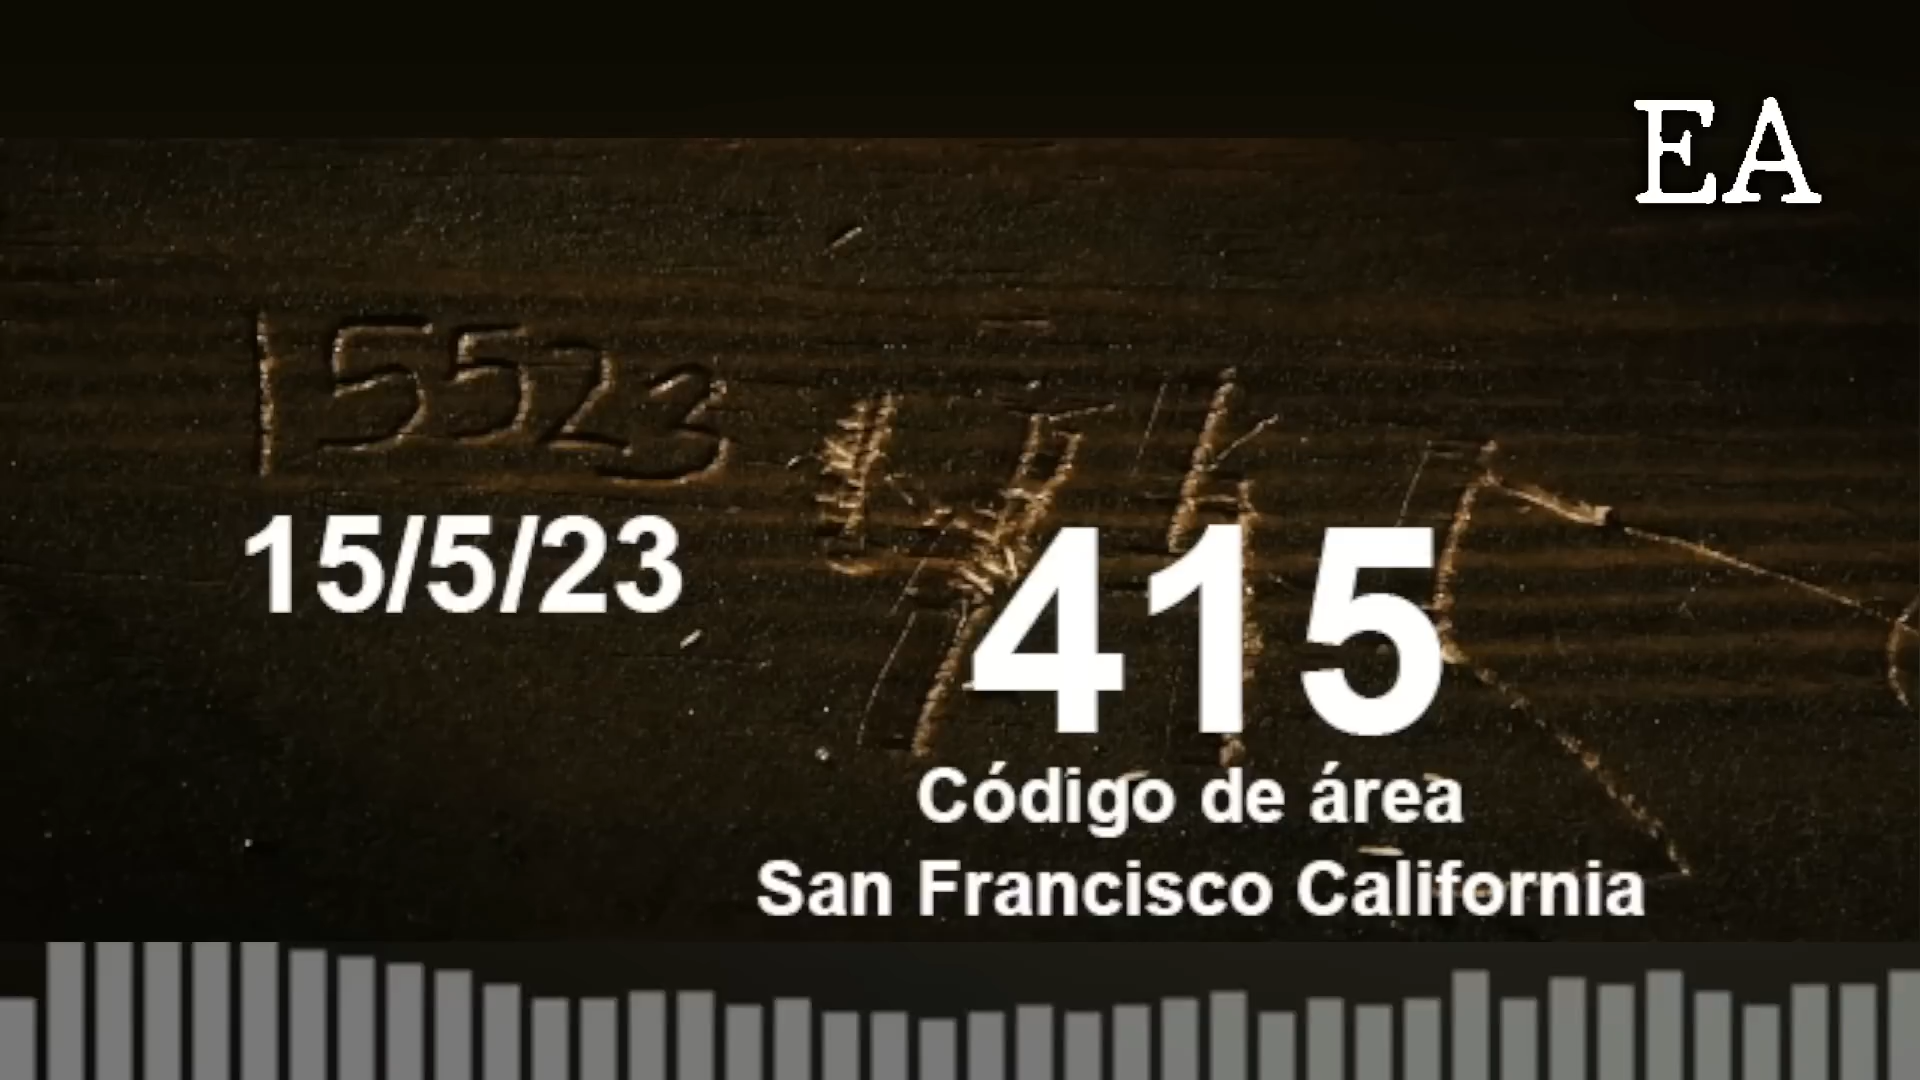 EA
15523
15/5/23
415
Código de área
San Francisco California